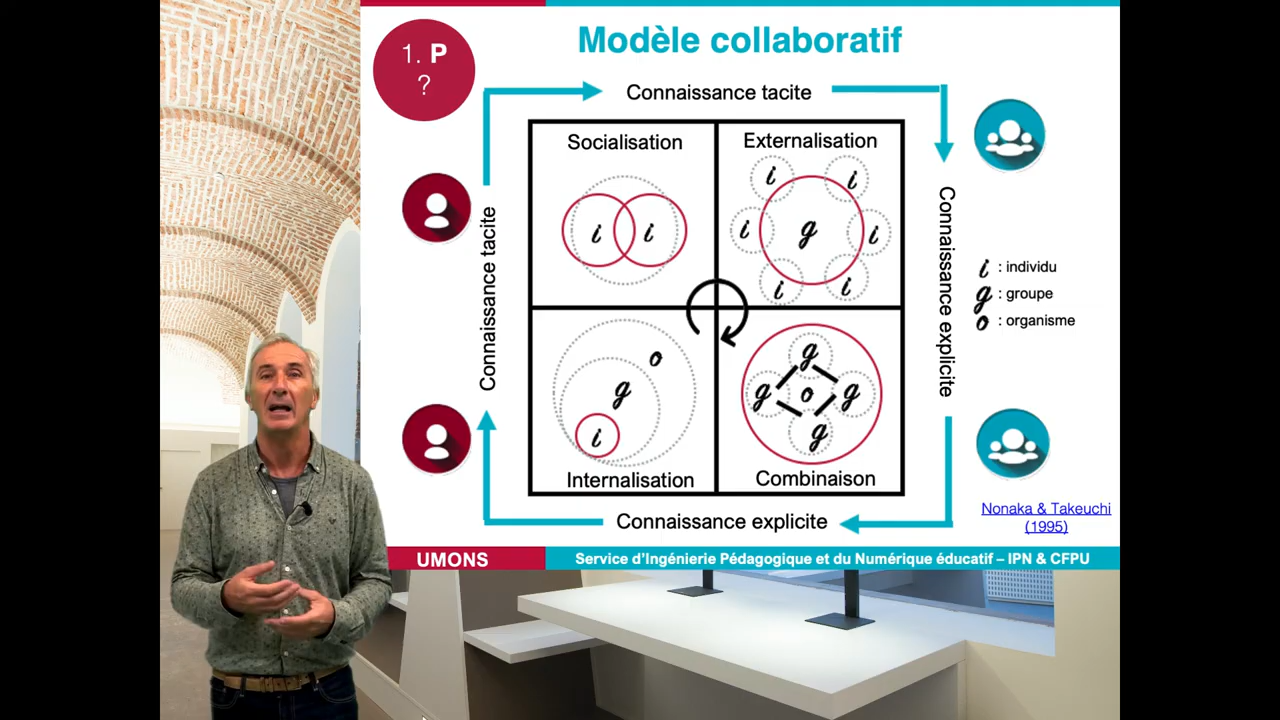 1. P
?
Modèle collaboratif
Connaissance tacite
Socialisation
Externalisation
i i
i i
i g i
i i
Connaissance tacite
Connaissance explicite
i : individu
g : groupe
o : organisme
o
g
i
g
g o g
g
Internalisation
Combinaison
Connaissance explicite
Nonaka & Takeuchi
(1995)
UMONS
Service d'Ingénierie Pédagogique et du Numérique éducatif – IPN & CFPU